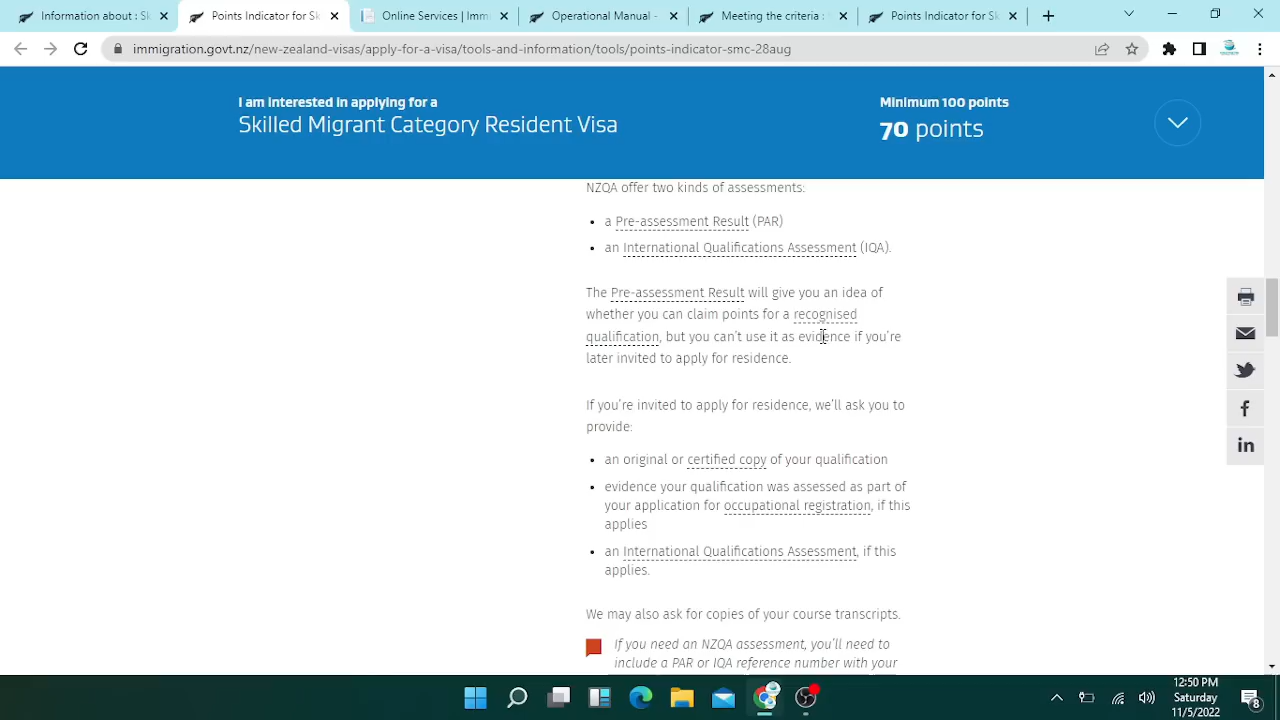 Information about : Sk
Points Indicator for Sk
Online Services | Immi
Operational Manual -
Meeting the criteria :
Points Indicator for Sk
immigration.govt.nz/new-zealand-visas/apply-for-a-visa/tools-and-information/tools/points-indicator-smc-28aug
I am interested in applying for a
Skilled Migrant Category Resident Visa
Minimum 100 points
70 points
NZQA offer two kinds of assessments:
• a Pre-assessment Result (PAR)
• an International Qualifications Assessment (IQA).
The Pre-assessment Result will give you an idea of
whether you can claim points for a recognised
qualification, but you can't use it as evidence if you're
later invited to apply for residence.
If you're invited to apply for residence, we'll ask you to
provide:
• an original or certified copy of your qualification
• evidence your qualification was assessed as part of
your application for occupational registration, if this
applies
• an International Qualifications Assessment, if this
applies.
We may also ask for copies of your course transcripts.
If you need an NZQA assessment, you'll need to
include a PAR or IQA reference number with your
12:50 PM
Saturday
11/5/2022
8